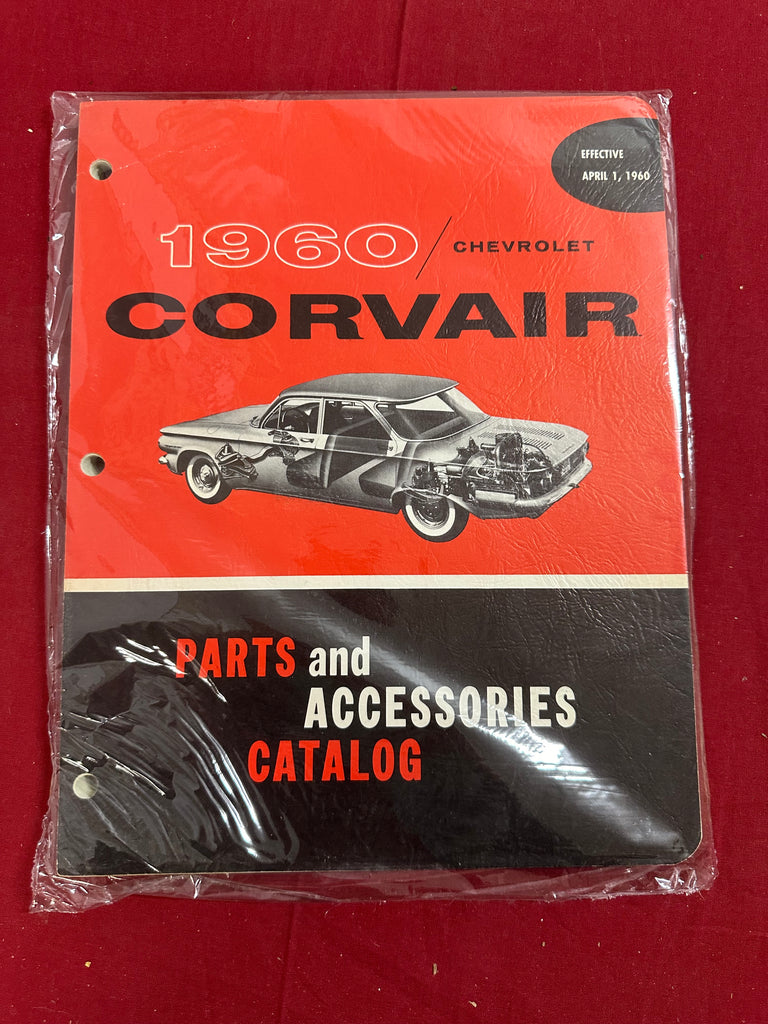 EFFECTIVE
APRIL 1, 1960
1960 / CHEVROLET
CORVAIR
PARTS and
ACCESSORIES
CATALOG